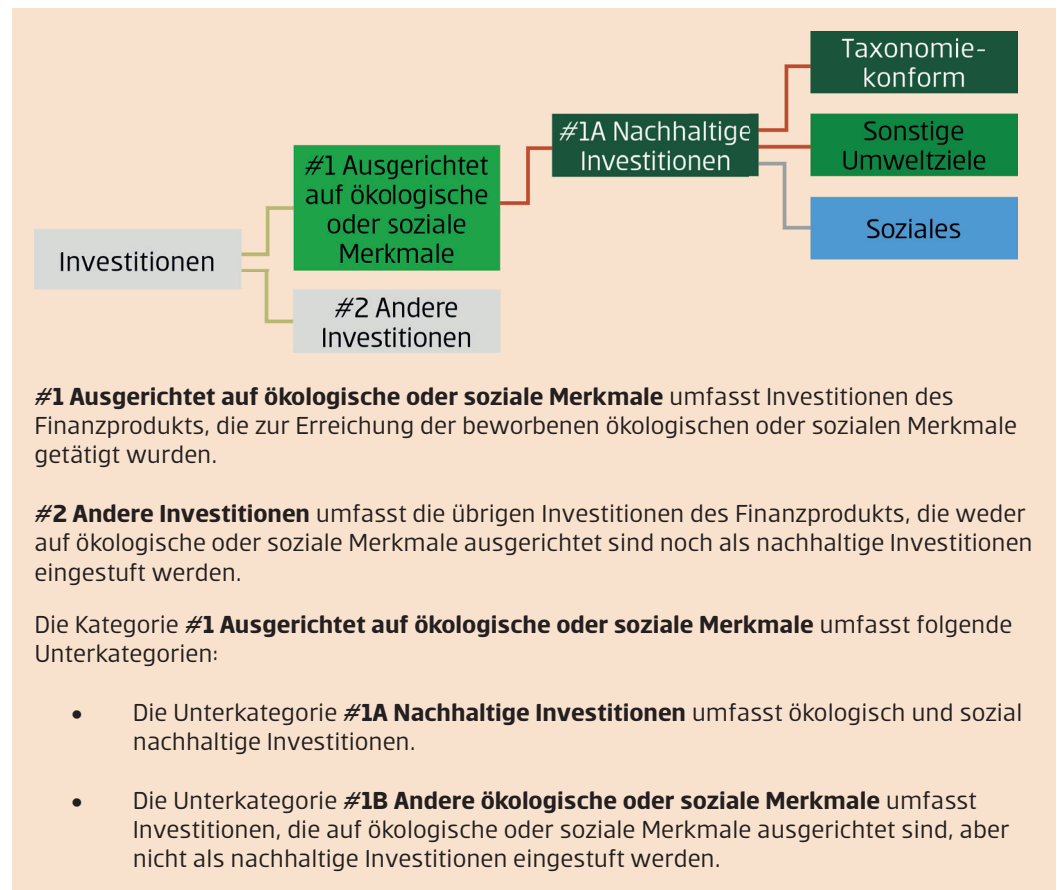 Taxonomie-
konform
#1A Nachhaltige
Investitionen
Sonstige
Umweltziele
#1 Ausgerichtet
auf ökologische
oder soziale
Merkmale
Soziales
Investitionen
#2 Andere
Investitionen
#1 Ausgerichtet auf ökologische oder soziale Merkmale umfasst Investitionen des
Finanzprodukts, die zur Erreichung der beworbenen ökologischen oder sozialen Merkmale
getätigt wurden.
#2 Andere Investitionen umfasst die übrigen Investitionen des Finanzprodukts, die weder
auf ökologische oder soziale Merkmale ausgerichtet sind noch als nachhaltige Investitionen
eingestuft werden.
Die Kategorie #1 Ausgerichtet auf ökologische oder soziale Merkmale umfasst folgende
Unterkategorien:
• Die Unterkategorie #1A Nachhaltige Investitionen umfasst ökologisch und sozial
nachhaltige Investitionen.
• Die Unterkategorie #1B Andere ökologische oder soziale Merkmale umfasst
Investitionen, die auf ökologische oder soziale Merkmale ausgerichtet sind, aber
nicht als nachhaltige Investitionen eingestuft werden.